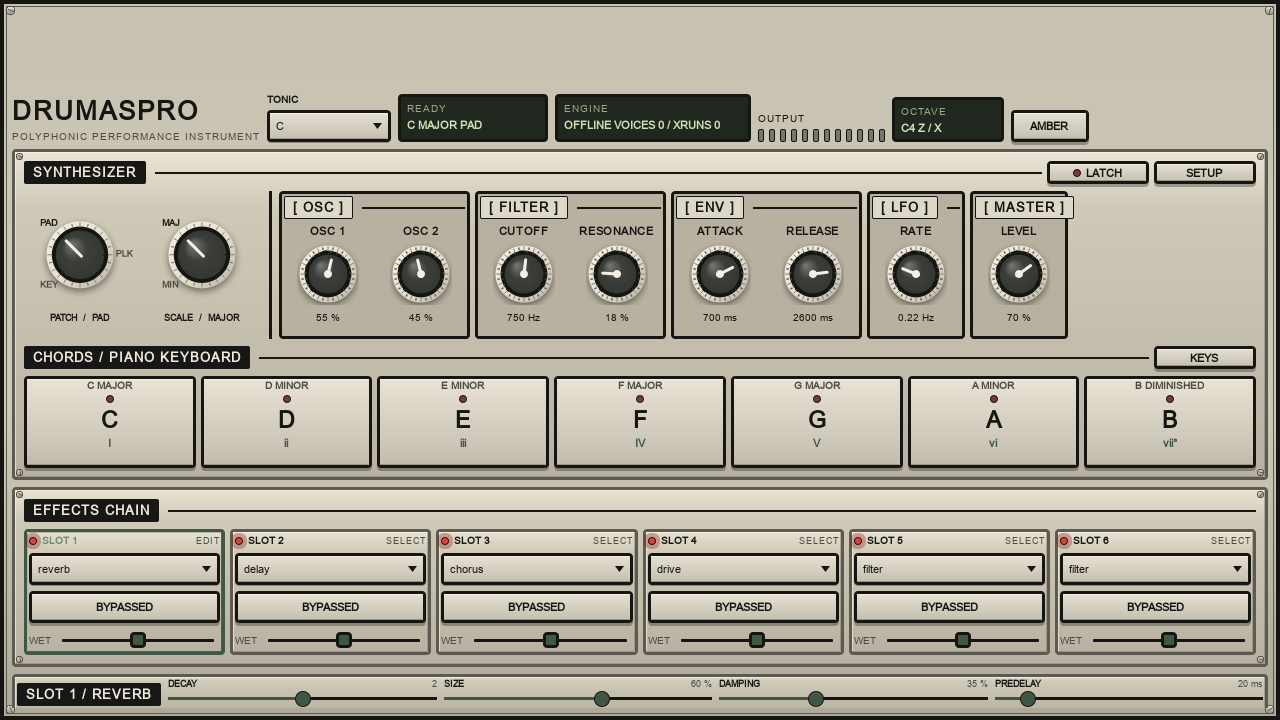 DRUMASPRO
POLYPHONIC PERFORMANCE INSTRUMENT
TONIC
C
READY
C MAJOR PAD
ENGINE
OFFLINE VOICES 0 / XRUNS 0
OUTPUT
OCTAVE
C4 Z / X
AMBER
SYNTHESIZER
LATCH
SETUP
PAD
PLK
KEY
PATCH / PAD
MAJ
MIN
SCALE / MAJOR
[ OSC ]
OSC 1 OSC 2
55 % 45 %
[ FILTER ]
CUTOFF RESONANCE
750 Hz 18 %
[ ENV ]
ATTACK RELEASE
700 ms 2600 ms
[ LFO ]
RATE
0.22 Hz
[ MASTER ]
LEVEL
70 %
CHORDS / PIANO KEYBOARD
KEYS
C MAJOR
C
I
D MINOR
D
ii
E MINOR
E
iii
F MAJOR
F
IV
G MAJOR
G
V
A MINOR
A
vi
B DIMINISHED
B
vii°
EFFECTS CHAIN
SLOT 1 EDIT
reverb
BYPASSED
WET
SLOT 2 SELECT
delay
BYPASSED
WET
SLOT 3 SELECT
chorus
BYPASSED
WET
SLOT 4 SELECT
drive
BYPASSED
WET
SLOT 5 SELECT
filter
BYPASSED
WET
SLOT 6 SELECT
filter
BYPASSED
WET
SLOT 1 / REVERB
DECAY 2
SIZE 60 %
DAMPING 35 %
PREDELAY 20 ms